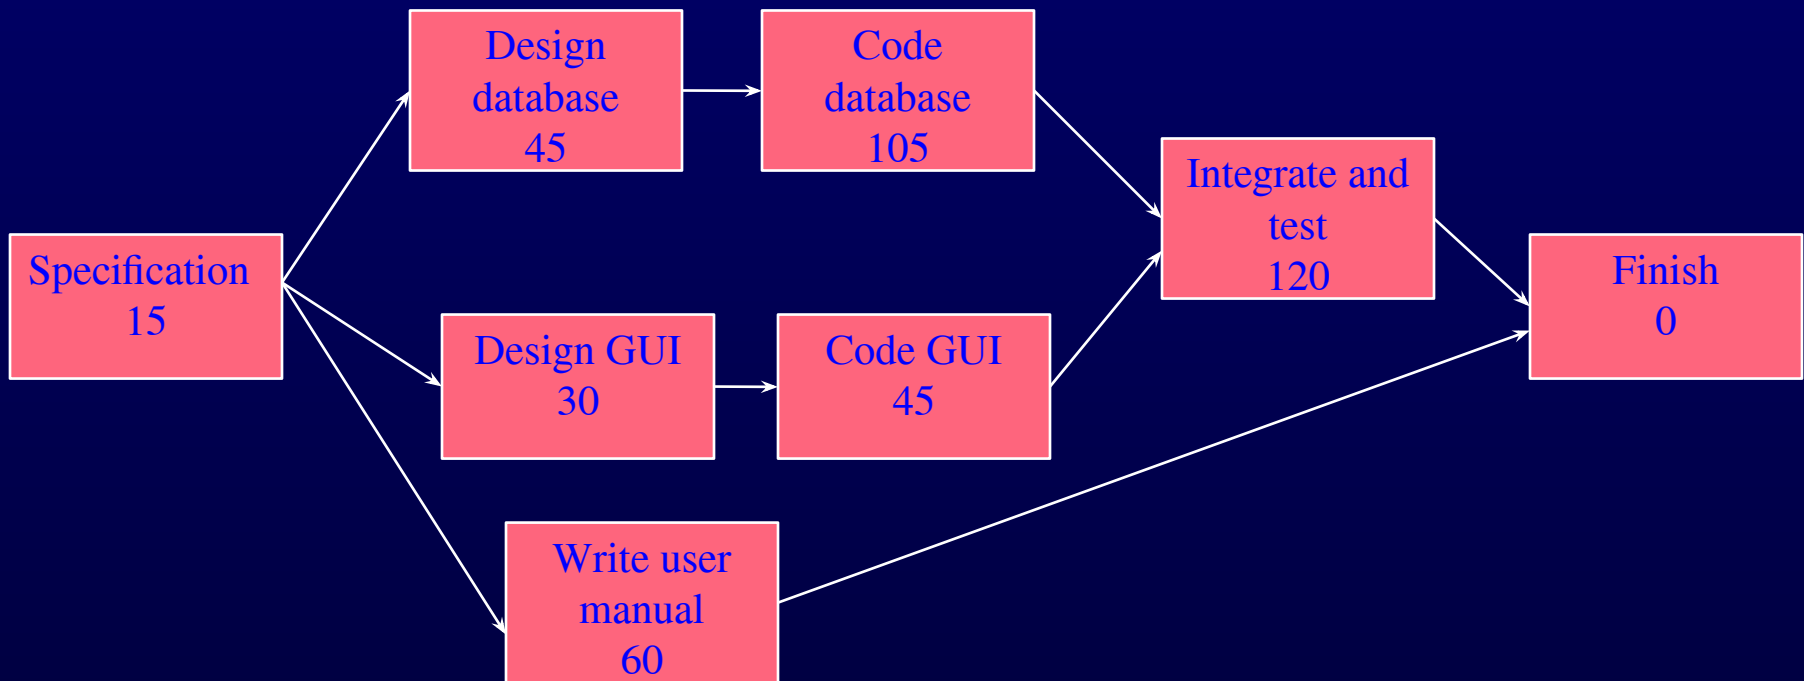 Design
database
45
Code
database
105
Integrate and
test
120
Specification
15
Finish
0
Design GUI
30
Code GUI
45
Write user
manual
60